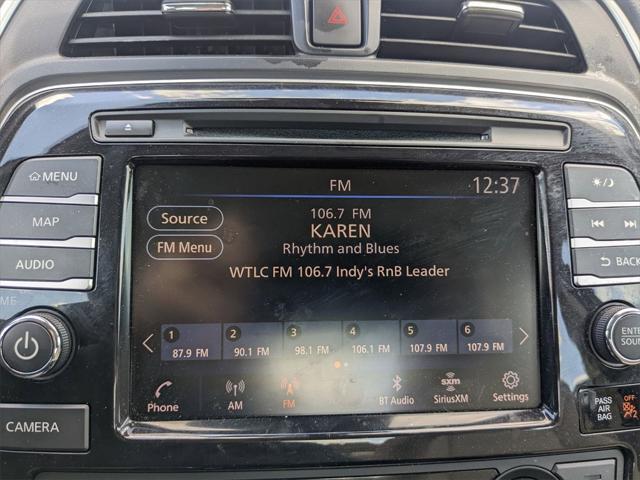 FM
12:37
MENU
MAP
AUDIO
Source
FM Menu
106.7 FM
KAREN
Rhythm and Blues
WTLC FM 106.7 Indy's RnB Leader
BACK
1
2
3
4
5
6
87.9 FM
90.1 FM
98.1 FM
106.1 FM
107.9 FM
107.9 FM
Phone
AM
FM
BT Audio
sxm
SiriusXM
Settings
CAMERA
PASS
AIR
BAG
OFF
2